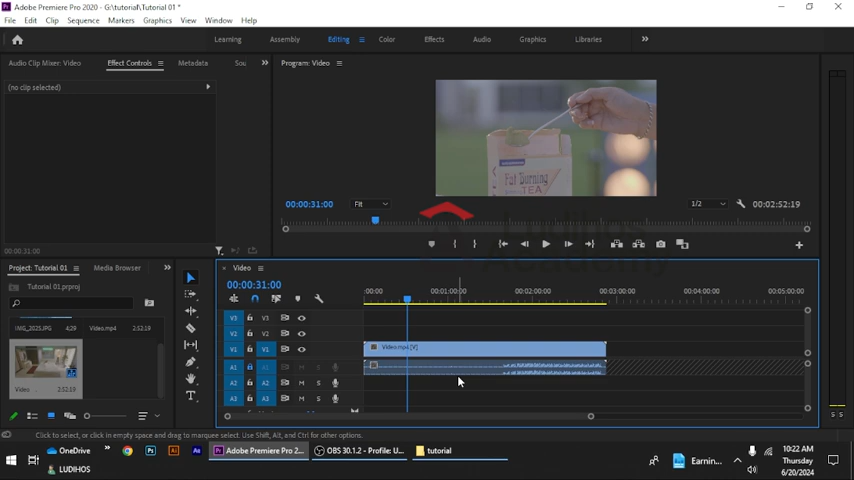 Adobe Premiere Pro 2020 - G:\tutorial\Tutorial 01 *
File Edit Clip Sequence Markers Graphics View Window Help
Learning Assembly Editing Color Effects Audio Graphics Libraries
Audio Clip Mixer: Video Effect Controls Metadata Sou
Program: Video
(no clip selected)
Fat Burning
TEA
00:00:31:00 Fit 1/2 00:02:52:19
Ludihos
Academy
00:00:31:00
Project: Tutorial 01 Media Browser
Tutorial 01.prproj
IMG_2025.JPG 4:29 Video.mp4 2:52:19
Video... 2:52:19
Video
00:00:31:00
:00:00 00:01:00:00 00:02:00:00 00:03:00:00 00:04:00:00 00:05:00:00
V3 V3
V2 V2
V1 V1 Video.mp4 [V]
A1 A1 M S
A2 A2 M S
A3 A3 M S
S S
Click to select, or click in empty space and drag to marquee select. Use Shift, Alt, and Ctrl for other options.
OneDrive Adobe Premiere Pro 2... OBS 30.1.2 - Profile: U... tutorial Earnin...
LUDIHOS
10:22 AM
Thursday
6/20/2024